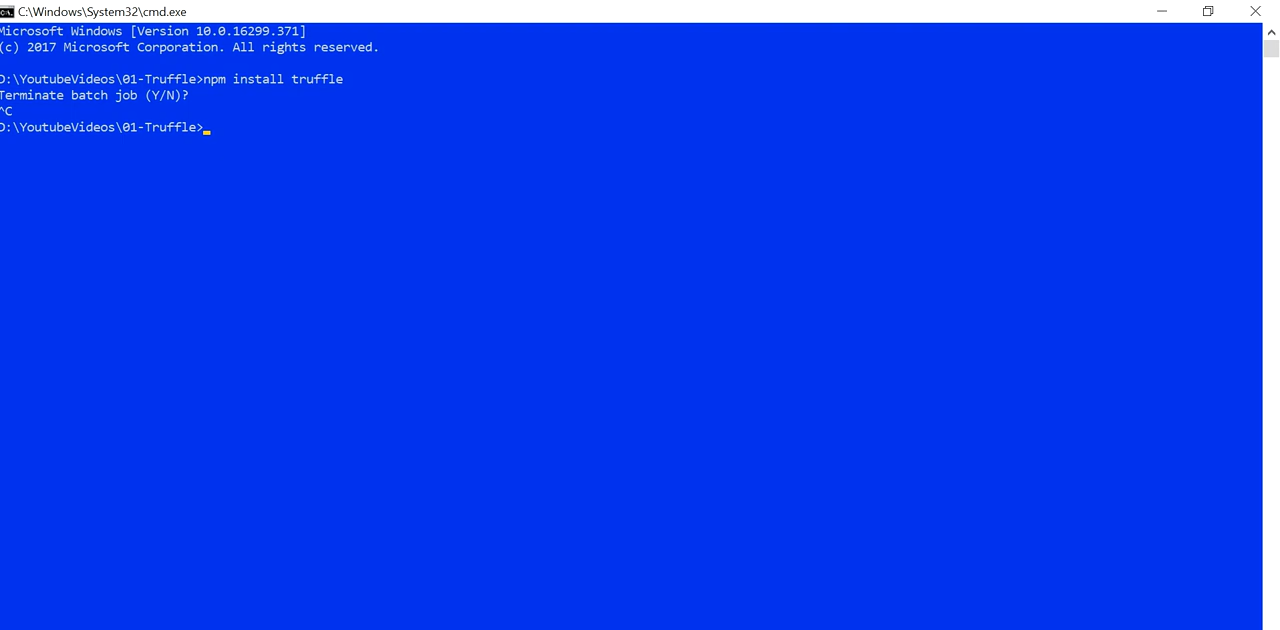 C:\Windows\System32\cmd.exe
Microsoft Windows [Version 10.0.16299.371]
(c) 2017 Microsoft Corporation. All rights reserved.
D:\YoutubeVideos\01-Truffle>npm install truffle
Terminate batch job (Y/N)?
^C
D:\YoutubeVideos\01-Truffle>